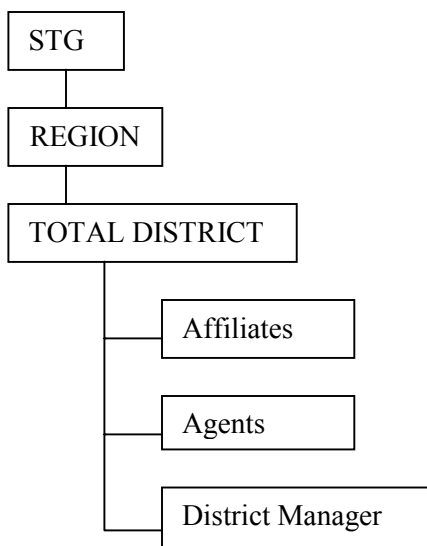 STG
REGION
TOTAL DISTRICT
Affiliates
Agents
District Manager